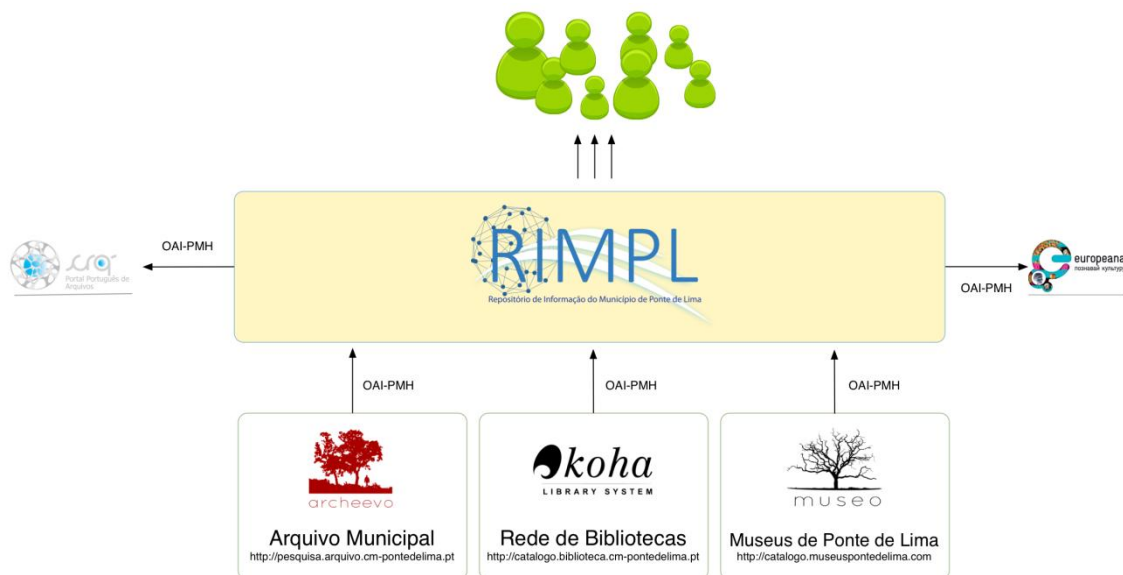 OAI-PMH
Portal Português de
Arquivos
RIMPL
Repositório de Informação do Município de Ponte de Lima
europeana
познавай культуру
OAI-PMH
OAI-PMH
OAI-PMH
OAI-PMH
archeevo
koha
LIBRARY SYSTEM
museo
Arquivo Municipal
http://pesquisa.arquivo.cm-pontedelima.pt
Rede de Bibliotecas
http://catalogo.biblioteca.cm-pontedelima.pt
Museus de Ponte de Lima
http://catalogo.museuspontedelima.com